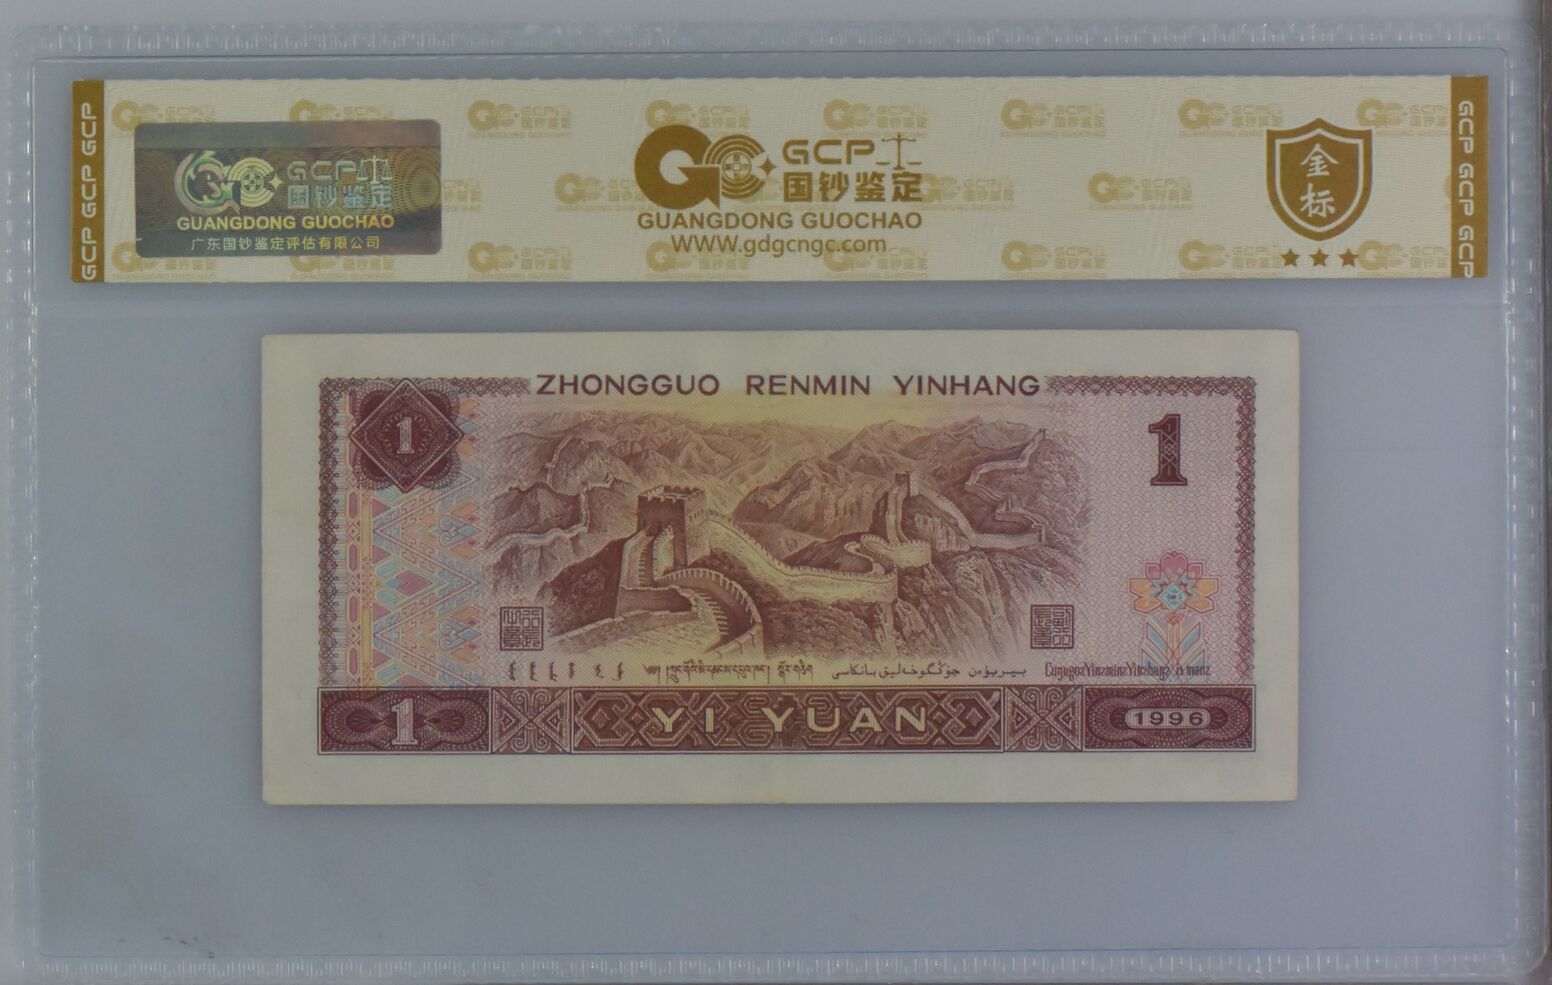 GCP GCP GCP
GCP
国钞鉴定
GUANGDONG GUOCHAO
广东国钞鉴定评估有限公司
GCP
国钞鉴定
GUANGDONG GUOCHAO
WWW.gdgcngc.com
金
标
GCP GCP GCP
ZHONGGUO RENMIN YINHANG
1
1
1
YI YUAN
1996